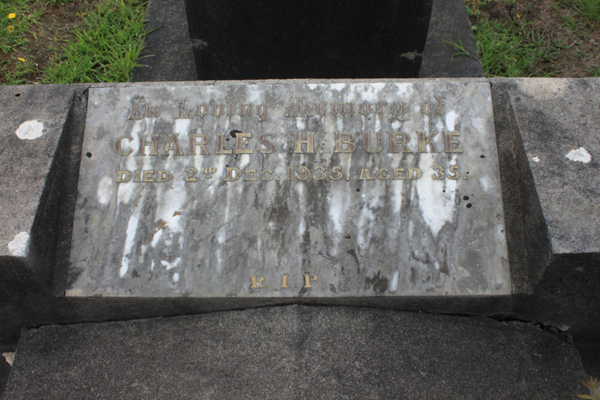 In Loving Memory of
CHARLES H. BURKE
DIED 2ND DEC. 1935. AGED 35.
R.I.P